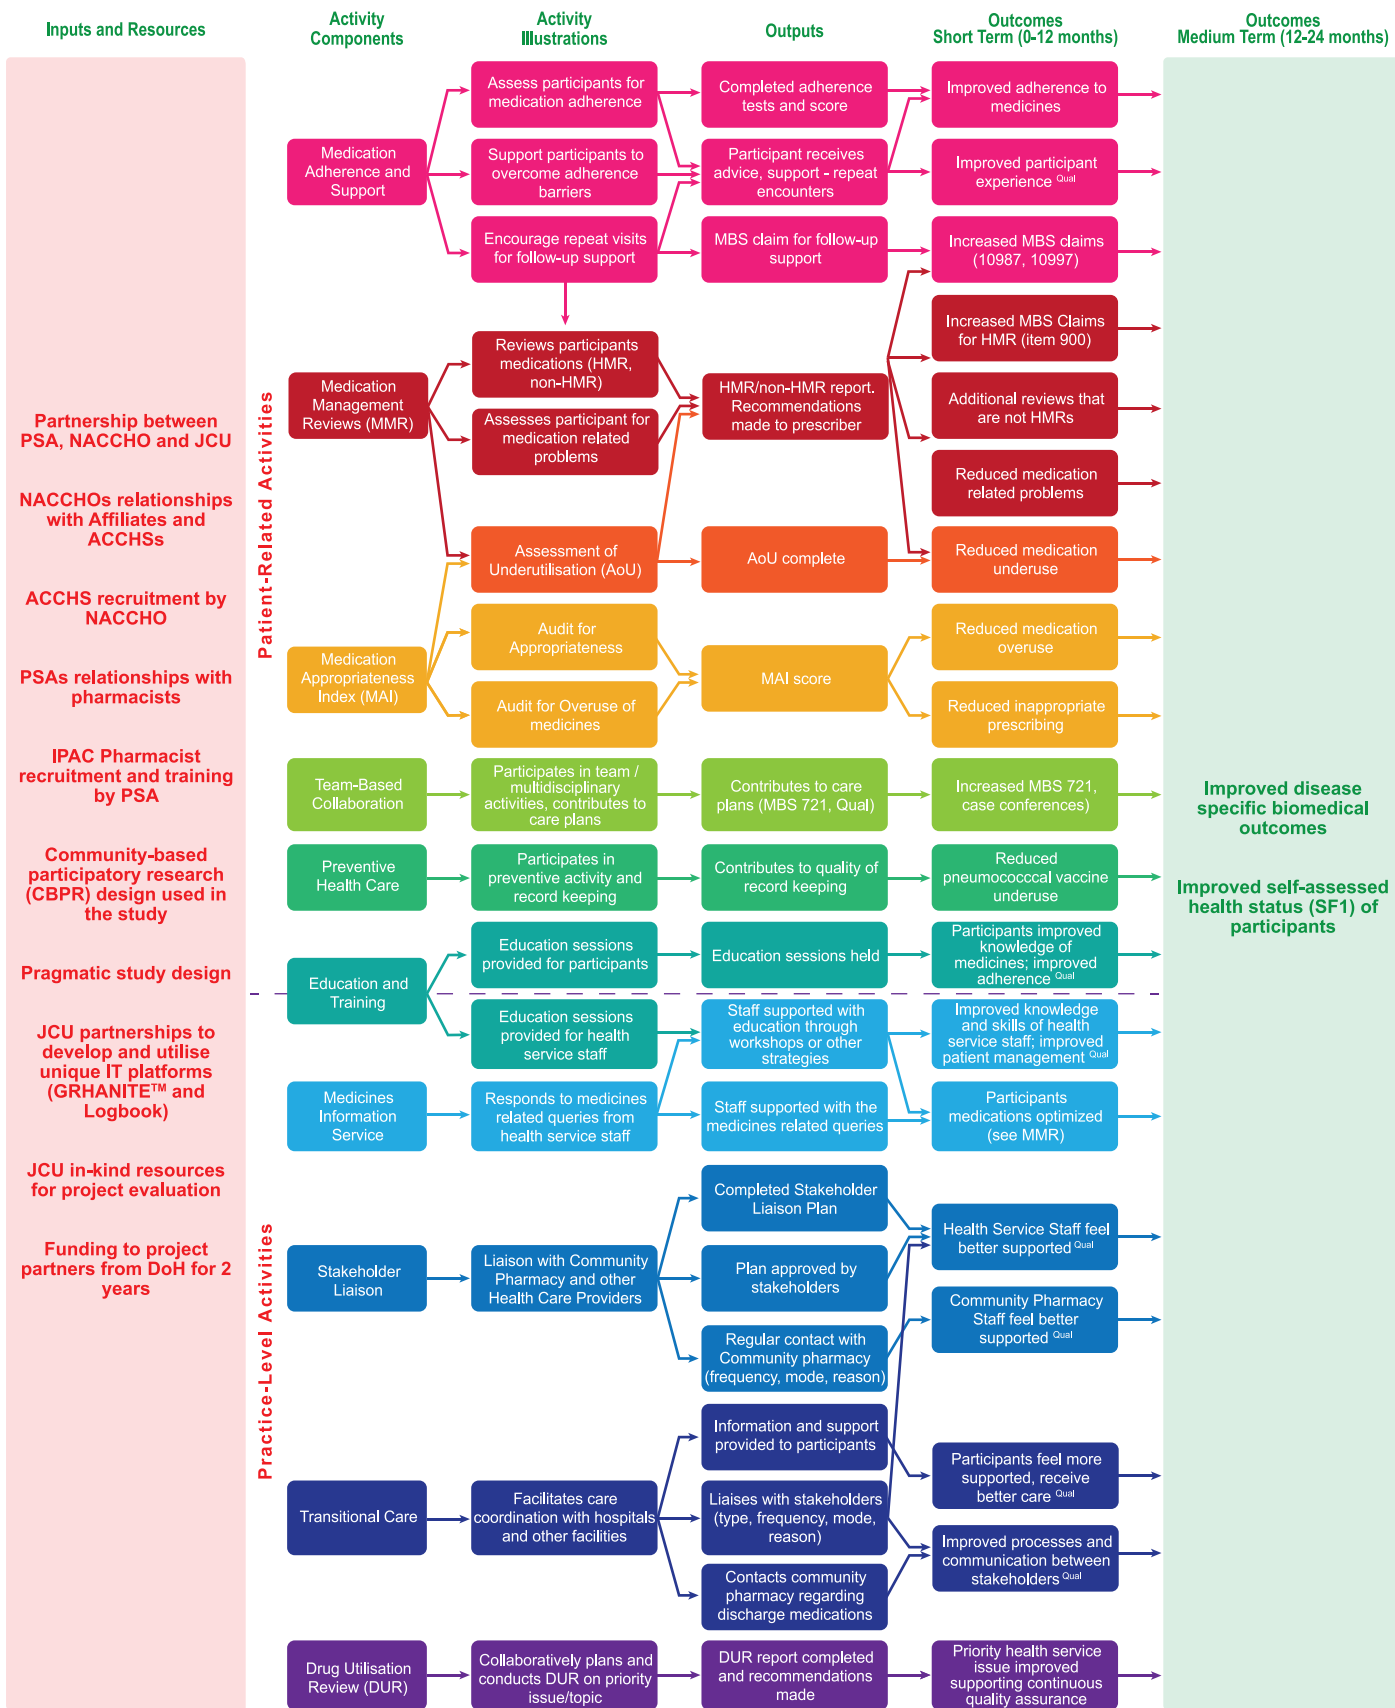 Inputs and Resources
Activity
Components
Activity
Illustrations
Outputs
Outcomes
Short Term (0-12 months)
Outcomes
Medium Term (12-24 months)
Partnership between
PSA, NACCHO and JCU
NACCHOs relationships
with Affiliates and
ACCHSs
ACCHS recruitment by
NACCHO
PSAs relationships with
pharmacists
IPAC Pharmacist
recruitment and training
by PSA
Community-based
participatory research
(CBPR) design used in
the study
Pragmatic study design
JCU partnerships to
develop and utilise
unique IT platforms
(GRHANITE™ and
Logbook)
JCU in-kind resources
for project evaluation
Funding to project
partners from DoH for 2
years
Patient-Related Activities
Practice-Level Activities
Medication
Adherence and
Support
Assess participants for
medication adherence
Support participants to
overcome adherence
barriers
Encourage repeat visits
for follow-up support
Completed adherence
tests and score
Participant receives
advice, support - repeat
encounters
MBS claim for follow-up
support
Improved adherence to
medicines
Improved participant
experience Qual
Increased MBS claims
(10987, 10997)
Medication
Management
Reviews (MMR)
Reviews participants
medications (HMR,
non-HMR)
Assesses participant for
medication related
problems
HMR/non-HMR report.
Recommendations
made to prescriber
Increased MBS Claims
for HMR (item 900)
Additional reviews that
are not HMRs
Reduced medication
related problems
Assessment of
Underutilisation (AoU)
AoU complete
Reduced medication
underuse
Medication
Appropriateness
Index (MAI)
Audit for
Appropriateness
Audit for Overuse of
medicines
MAI score
Reduced medication
overuse
Reduced inappropriate
prescribing
Team-Based
Collaboration
Participates in team /
multidisciplinary
activities, contributes to
care plans
Contributes to care
plans (MBS 721, Qual)
Increased MBS 721,
case conferences)
Preventive
Health Care
Participates in
preventive activity and
record keeping
Contributes to quality of
record keeping
Reduced
pneumococccal vaccine
underuse
Education and
Training
Education sessions
provided for participants
Education sessions held
Participants improved
knowledge of
medicines; improved
adherence Qual
Education sessions
provided for health
service staff
Staff supported with
education through
workshops or other
strategies
Improved knowledge
and skills of health
service staff; improved
patient management Qual
Medicines
Information
Service
Responds to medicines
related queries from
health service staff
Staff supported with the
medicines related queries
Participants
medications optimized
(see MMR)
Stakeholder
Liaison
Liaison with Community
Pharmacy and other
Health Care Providers
Completed Stakeholder
Liaison Plan
Plan approved by
stakeholders
Regular contact with
Community pharmacy
(frequency, mode, reason)
Health Service Staff feel
better supported Qual
Community Pharmacy
Staff feel better
supported Qual
Transitional Care
Facilitates care
coordination with hospitals
and other facilities
Information and support
provided to participants
Liaises with stakeholders
(type, frequency, mode,
reason)
Contacts community
pharmacy regarding
discharge medications
Participants feel more
supported, receive
better care Qual
Improved processes and
communication between
stakeholders Qual
Drug Utilisation
Review (DUR)
Collaboratively plans and
conducts DUR on priority
issue/topic
DUR report completed
and recommendations
made
Priority health service
issue improved
supporting continuous
quality assurance
Improved disease
specific biomedical
outcomes
Improved self-assessed
health status (SF1) of
participants